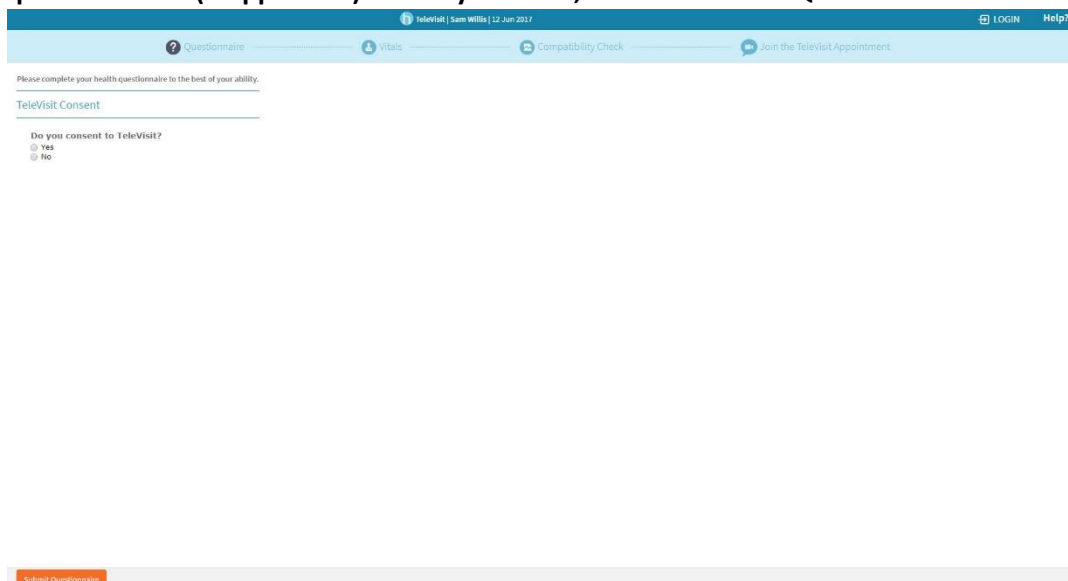 TeleVisit | Sam Willis | 12 Jun 2017
LOGIN
Help?
Questionnaire
Vitals
Compatibility Check
Join the TeleVisit Appointment
Please complete your health questionnaire to the best of your ability.
TeleVisit Consent
Do you consent to TeleVisit?
Yes
No
Submit Questionnaire